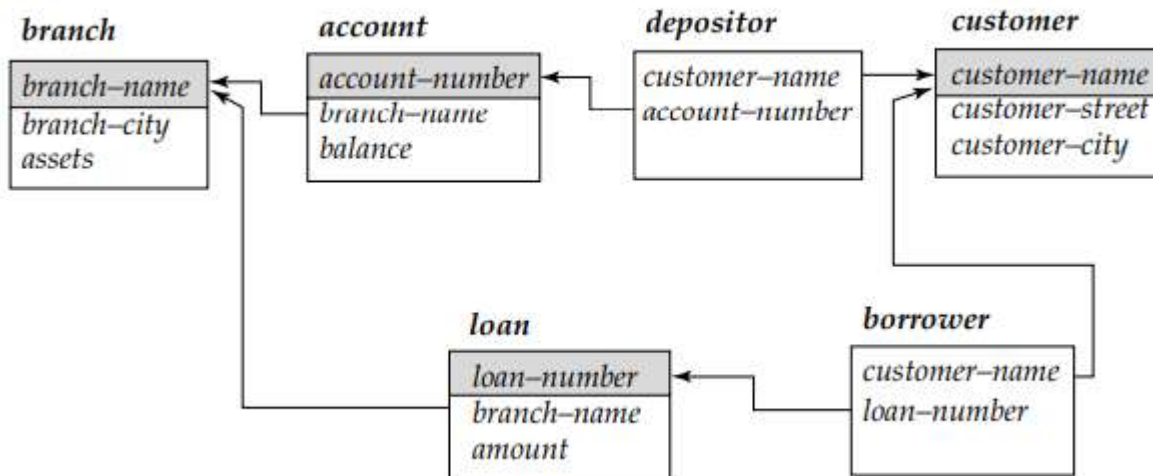 branch
branch–name
branch–city
assets
account
account–number
branch–name
balance
depositor
customer–name
account–number
customer
customer–name
customer–street
customer–city
loan
loan–number
branch–name
amount
borrower
customer–name
loan–number